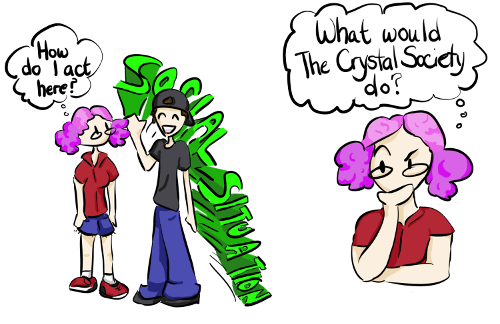 How
do I act
here?
SOCIAL SITUATION
What would
The Crystal Society
do?